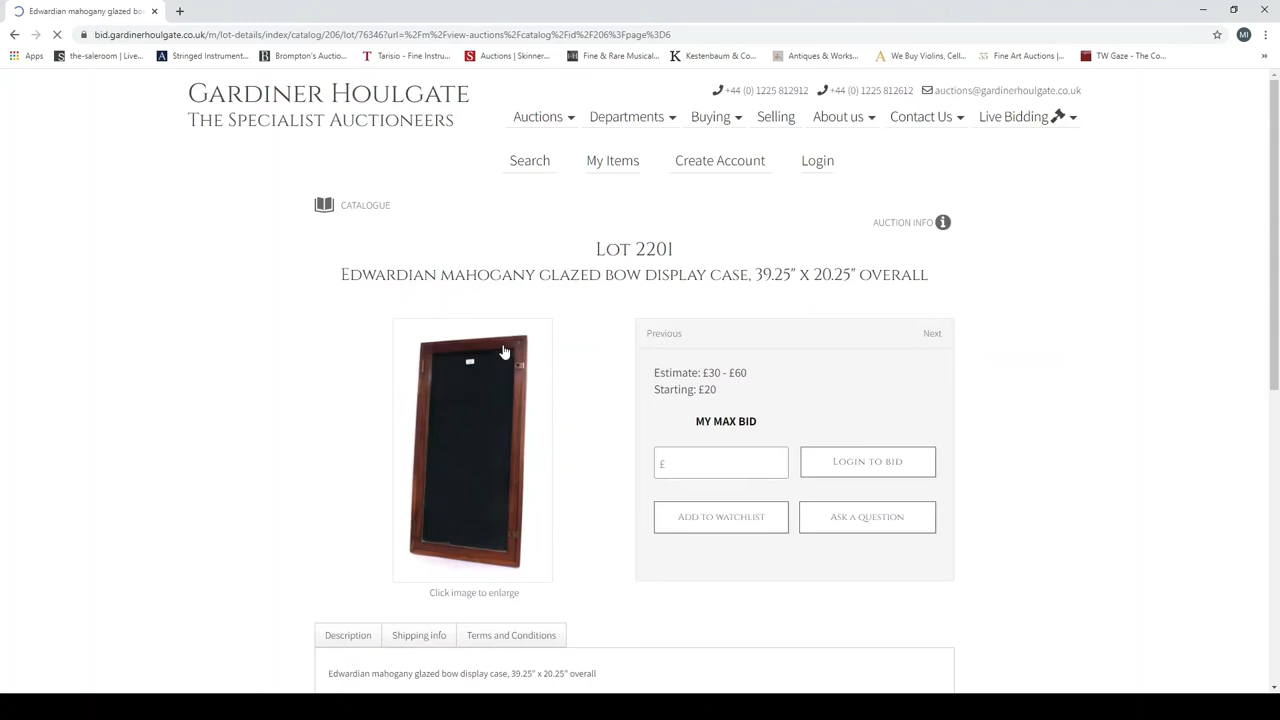 Edwardian mahogany glazed bo
bid.gardinerhoulgate.co.uk/m/lot-details/index/catalog/206/lot/76346?url=%2Fm%2Fview-auctions%2Fcatalog%2Fid%2F206%3Fpage%3D6
MI
Apps the-saleroom | Live... Stringed Instrument... Brompton's Auctio... Tarisio – Fine Instru... Auctions | Skinner... Fine & Rare Musical... Kestenbaum & Co... Antiques & Works... We Buy Violins, Cell... Fine Art Auctions |... TW Gaze - The Co... »
Gardiner Houlgate
The Specialist Auctioneers
+44 (0) 1225 812912 +44 (0) 1225 812612 auctions@gardinerhoulgate.co.uk
Auctions Departments Buying Selling About us Contact Us Live Bidding
Search My Items Create Account Login
CATALOGUE
AUCTION INFO
Lot 2201
Edwardian mahogany glazed bow display case, 39.25" x 20.25" overall
Previous Next
Estimate: £30 - £60
Starting: £20
MY MAX BID
£ Login to bid
Add to watchlist Ask a question
Click image to enlarge
Description Shipping info Terms and Conditions
Edwardian mahogany glazed bow display case, 39.25" x 20.25" overall